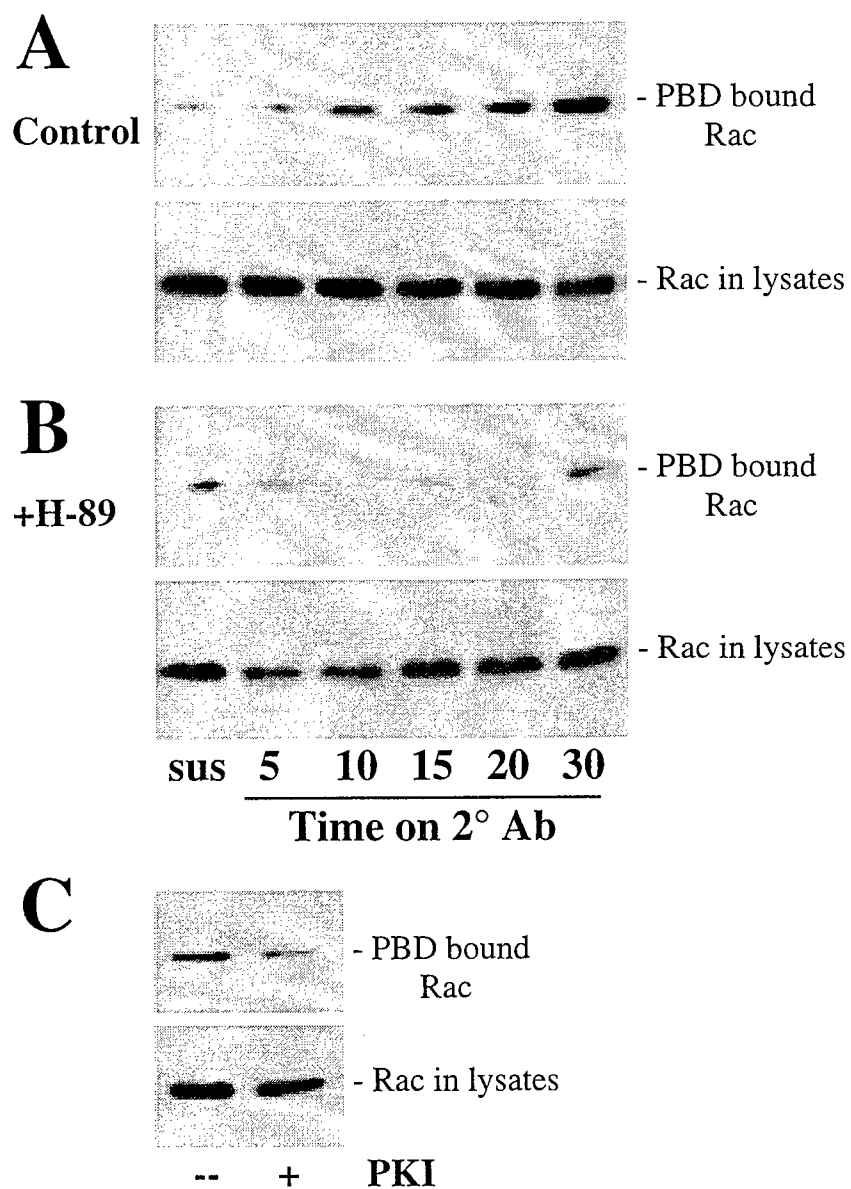 A
Control
- PBD bound
Rac
- Rac in lysates
B
+H-89
- PBD bound
Rac
- Rac in lysates
sus 5 10 15 20 30
Time on 2° Ab
C
- PBD bound
Rac
- Rac in lysates
-- + PKI